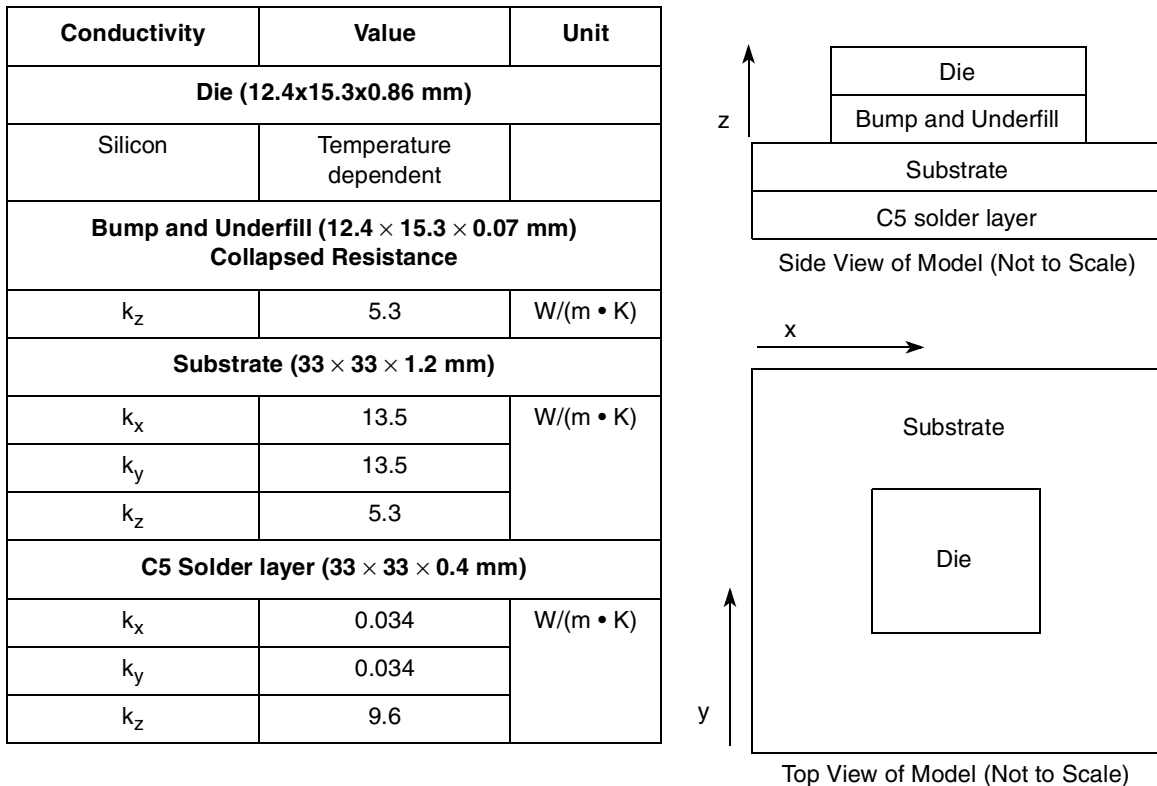 Conductivity Value Unit
Die (12.4x15.3x0.86 mm)
Silicon Temperature
dependent
Bump and Underfill (12.4 × 15.3 × 0.07 mm)
Collapsed Resistance
kz 5.3 W/(m • K)
Substrate (33 × 33 × 1.2 mm)
kx 13.5 W/(m • K)
ky 13.5
kz 5.3
C5 Solder layer (33 × 33 × 0.4 mm)
kx 0.034 W/(m • K)
ky 0.034
kz 9.6
z
Die
Bump and Underfill
Substrate
C5 solder layer
Side View of Model (Not to Scale)
x
Substrate
Die
y
Top View of Model (Not to Scale)